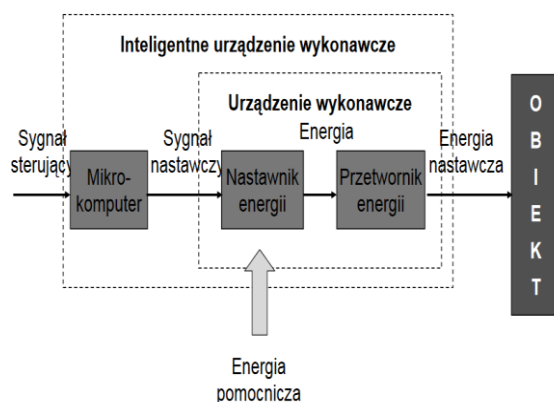 Inteligentne urządzenie wykonawcze
Urządzenie wykonawcze
Sygnał
sterujący
Mikro-
komputer
Sygnał
nastawczy
Nastawnik
energii
Energia
Przetwornik
energii
Energia
nastawcza
O
B
I
E
K
T
Energia
pomocnicza